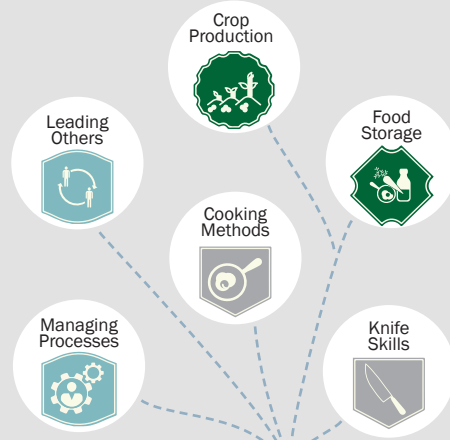 Crop
Production
Leading
Others
Food
Storage
Cooking
Methods
Managing
Processes
Knife
Skills